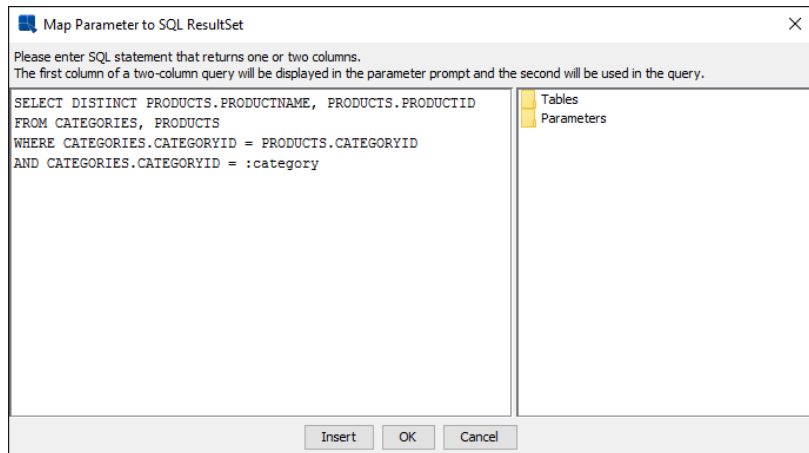 Map Parameter to SQL ResultSet
Please enter SQL statement that returns one or two columns.
The first column of a two-column query will be displayed in the parameter prompt and the second will be used in the query.
SELECT DISTINCT PRODUCTS.PRODUCTNAME, PRODUCTS.PRODUCTID
FROM CATEGORIES, PRODUCTS
WHERE CATEGORIES.CATEGORYID = PRODUCTS.CATEGORYID
AND CATEGORIES.CATEGORYID = :category
Tables
Parameters
Insert OK Cancel